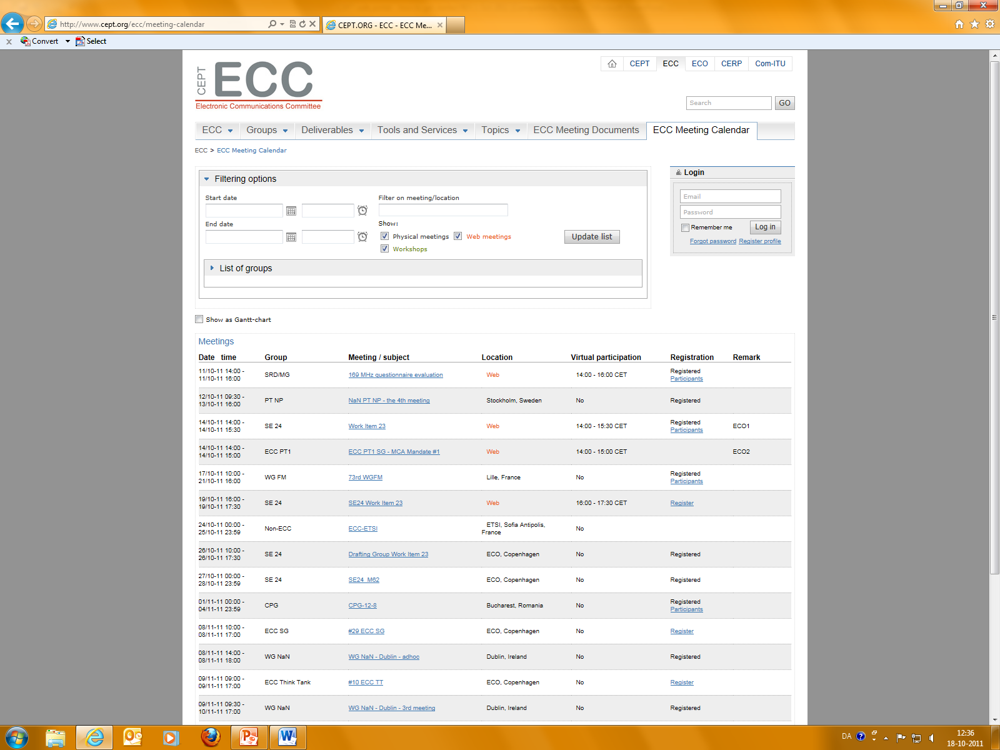 http://www.cept.org/ecc/meeting-calendar
CEPT.ORG - ECC - ECC Me...
x Convert Select
CEPT ECC
Electronic Communications Committee
CEPT ECC ECO CERP Com-ITU
Search GO
ECC Groups Deliverables Tools and Services Topics ECC Meeting Documents ECC Meeting Calendar
ECC > ECC Meeting Calendar
Filtering options
Start date
Filter on meeting/location
End date
Show:
Physical meetings Web meetings
Workshops
Update list
List of groups
Login
Email
Password
Remember me Log in
Forgot password Register profile
Show as Gantt-chart
Meetings
Date time Group Meeting / subject Location Virtual participation Registration Remark
11/10-11 14:00 -
11/10-11 16:00 SRD/MG 169 MHz questionnaire evaluation Web 14:00 - 16:00 CET Registered
Participants
12/10-11 09:30 -
13/10-11 16:00 PT NP NaN PT NP - the 4th meeting Stockholm, Sweden No Registered
14/10-11 14:00 -
14/10-11 15:30 SE 24 Work Item 23 Web 14:00 - 15:30 CET Registered
Participants ECO1
14/10-11 14:00 -
14/10-11 15:00 ECC PT1 ECC PT1 SG - MCA Mandate #1 Web 14:00 - 15:00 CET ECO2
17/10-11 10:00 -
21/10-11 16:00 WG FM 73rd WGFM Lille, France No Registered
Participants
19/10-11 16:00 -
19/10-11 17:30 SE 24 SE24 Work Item 23 Web 16:00 - 17:30 CET Register
24/10-11 00:00 -
25/10-11 23:59 Non-ECC ECC-ETSI ETSI, Sofia Antipolis,
France No
26/10-11 10:00 -
26/10-11 17:30 SE 24 Drafting Group Work Item 23 ECO, Copenhagen No Registered
27/10-11 00:00 -
28/10-11 23:59 SE 24 SE24_M62 ECO, Copenhagen No Registered
01/11-11 00:00 -
04/11-11 23:59 CPG CPG-12-8 Bucharest, Romania No Registered
Participants
08/11-11 10:00 -
08/11-11 17:00 ECC SG #29 ECC SG ECO, Copenhagen No Register
08/11-11 14:00 -
08/11-11 18:00 WG NaN WG NaN - Dublin - adhoc Dublin, Ireland No Registered
09/11-11 09:00 -
09/11-11 17:00 ECC Think Tank #10 ECC TT ECO, Copenhagen No Register
09/11-11 09:30 -
10/11-11 17:00 WG NaN WG NaN - Dublin - 3rd meeting Dublin, Ireland No Registered
DA
12:36
18-10-2011